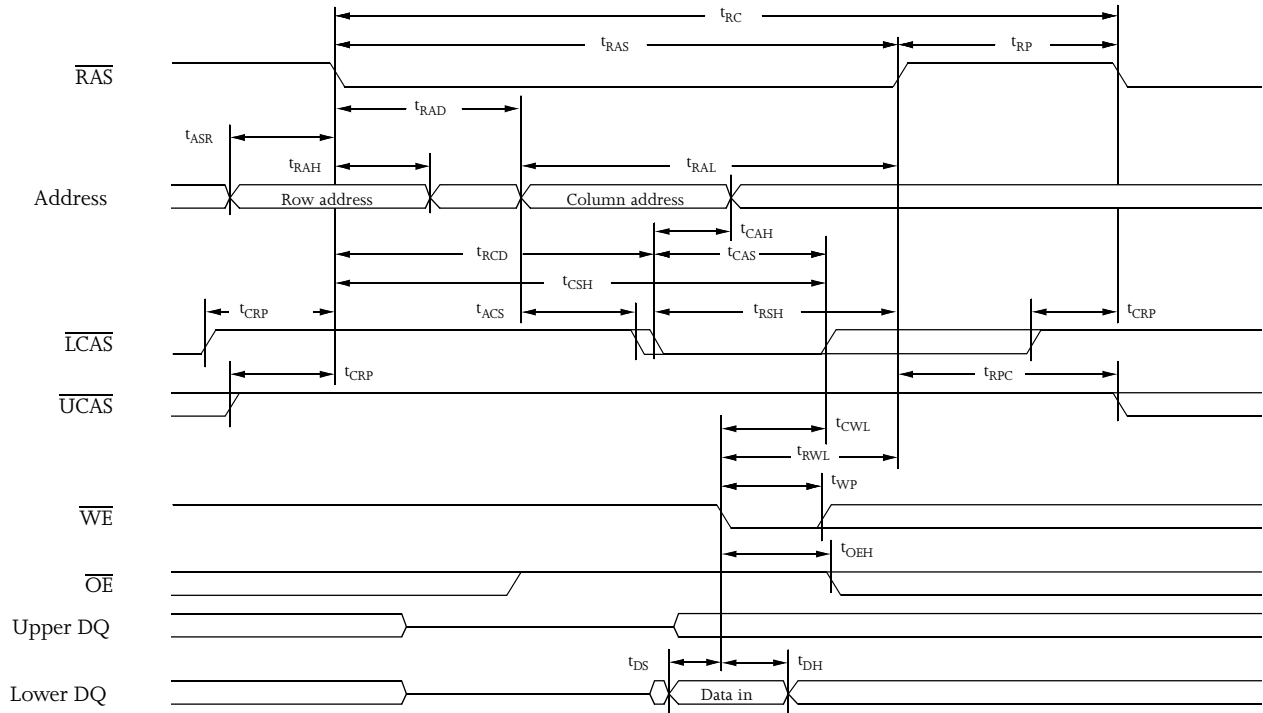 tRC
tRAS
tRP
RAS
tRAD
tASR
tRAH
tRAL
Address
Row address
Column address
tCAH
tRCD
tCAS
tCSH
tCRP
tACS
tRSH
tCRP
LCAS
tCRP
tRPC
UCAS
tCWL
tRWL
tWP
WE
tOEH
OE
Upper DQ
tDS
tDH
Lower DQ
Data in